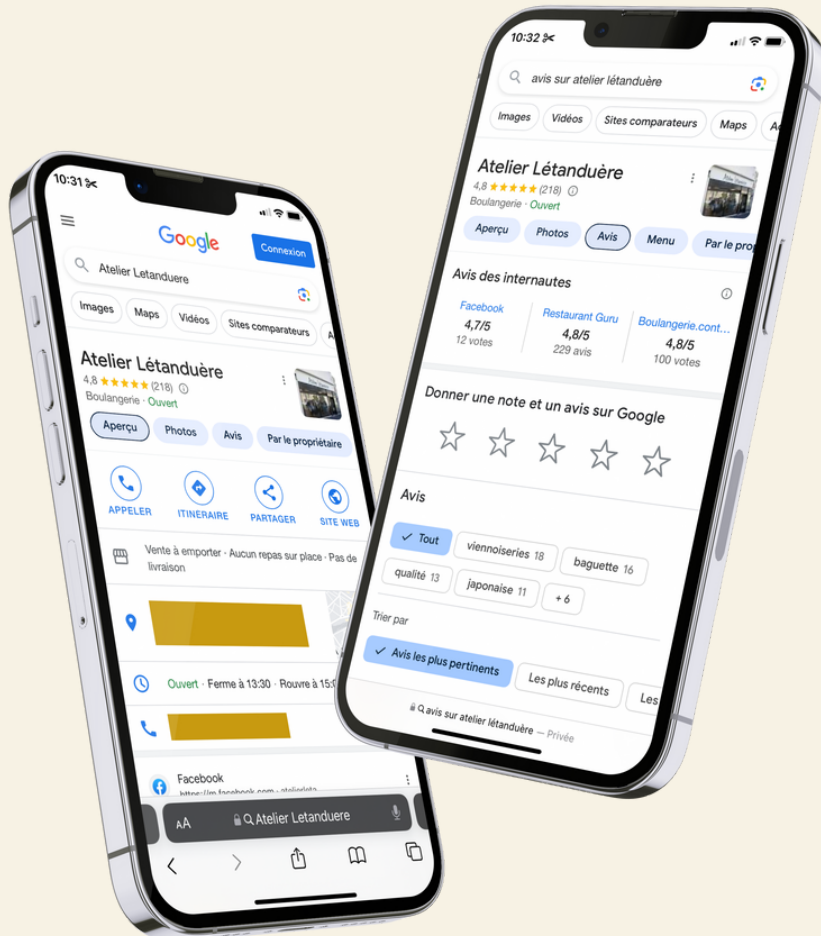 10:31
Google
Connexion
Atelier Letanduere
Images
Maps
Vidéos
Sites comparateurs
Atelier Létanduère
4,8 (218)
Boulangerie · Ouvert
Aperçu
Photos
Avis
Par le propriétaire
APPELER
ITINERAIRE
PARTAGER
SITE WEB
Vente à emporter · Aucun repas sur place · Pas de
livraison
Ouvert · Ferme à 13:30 · Rouvre à
Facebook
AA
Atelier Letanduere
10:32
avis sur atelier létanduère
Images
Vidéos
Sites comparateurs
Maps
Atelier Létanduère
4,8 (218)
Boulangerie · Ouvert
Aperçu
Photos
Avis
Menu
Par le prop
Avis des internautes
Facebook
4,7/5
12 votes
Restaurant Guru
4,8/5
229 avis
Boulangerie.cont...
4,8/5
100 votes
Donner une note et un avis sur Google
Avis
Tout
viennoiseries 18
baguette 16
qualité 13
japonaise 11
+ 6
Trier par
Avis les plus pertinents
Les plus récents
Les
avis sur atelier létanduère — Privée